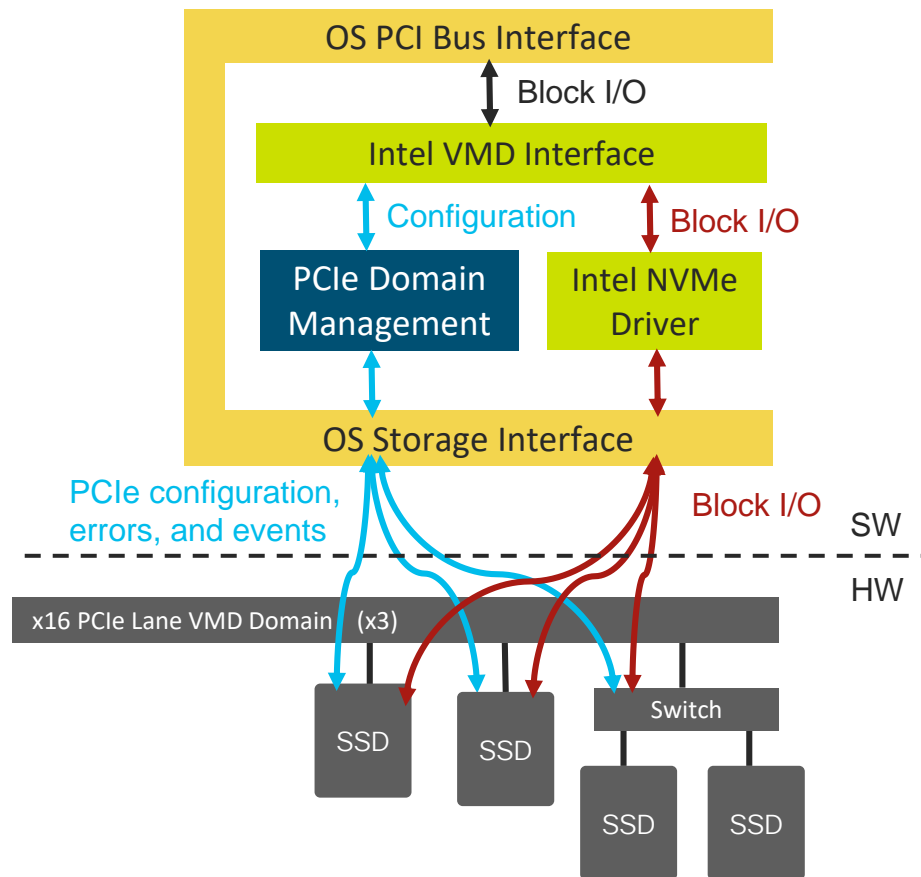 OS PCI Bus Interface
Block I/O
Intel VMD Interface
Configuration
Block I/O
PCIe Domain
Management
Intel NVMe
Driver
OS Storage Interface
PCIe configuration,
errors, and events
Block I/O
SW
HW
x16 PCIe Lane VMD Domain (x3)
SSD
SSD
Switch
SSD
SSD